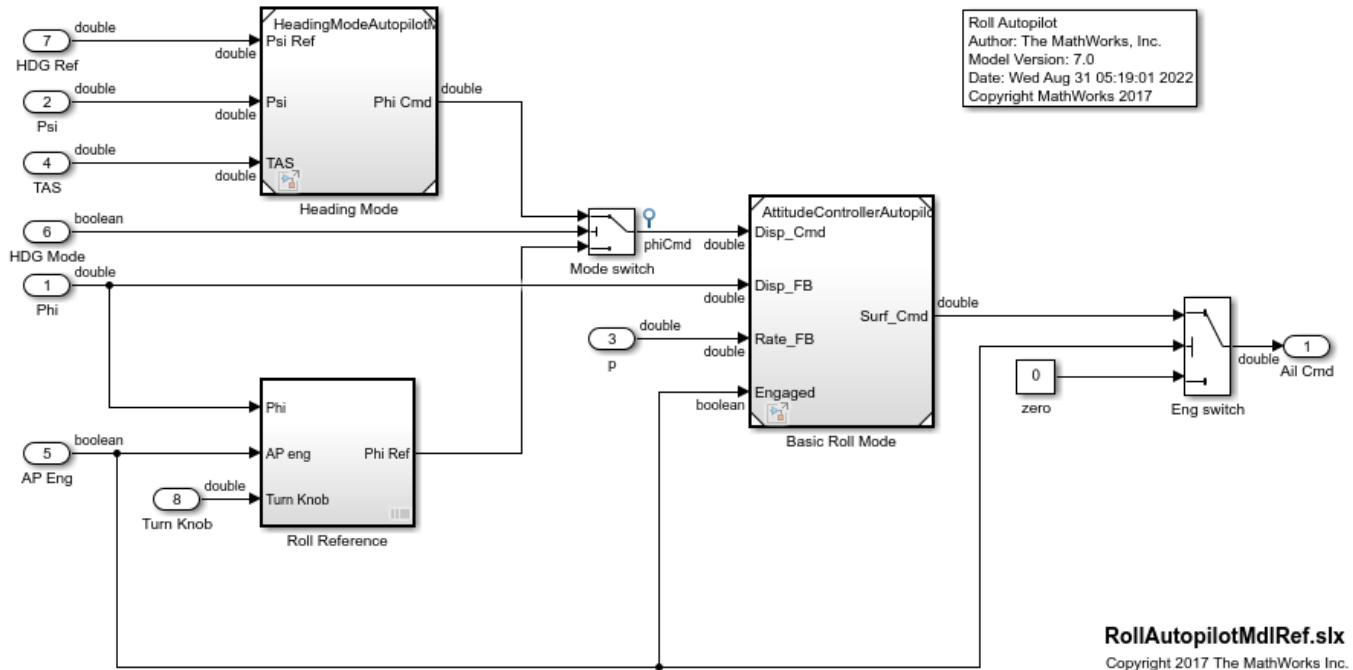 HeadingModeAutopilotM
double
7
HDG Ref
double
Psi Ref
double
2
Psi
double
Psi
Phi Cmd
double
double
4
TAS
double
TAS
Heading Mode
boolean
6
HDG Mode
double
1
Phi
Mode switch
phiCmd
double
AttitudeControllerAutopilo
Disp_Cmd
Disp_FB
double
double
3
p
double
Rate_FB
Surf_Cmd
double
Engaged
boolean
Basic Roll Mode
0
zero
Eng switch
double
1
Ail Cmd
Phi
boolean
5
AP Eng
AP eng
Phi Ref
double
8
Turn Knob
Turn Knob
Roll Reference
Roll Autopilot
Author: The MathWorks, Inc.
Model Version: 7.0
Date: Wed Aug 31 05:19:01 2022
Copyright MathWorks 2017
RollAutopilotMdlRef.slx
Copyright 2017 The MathWorks Inc.